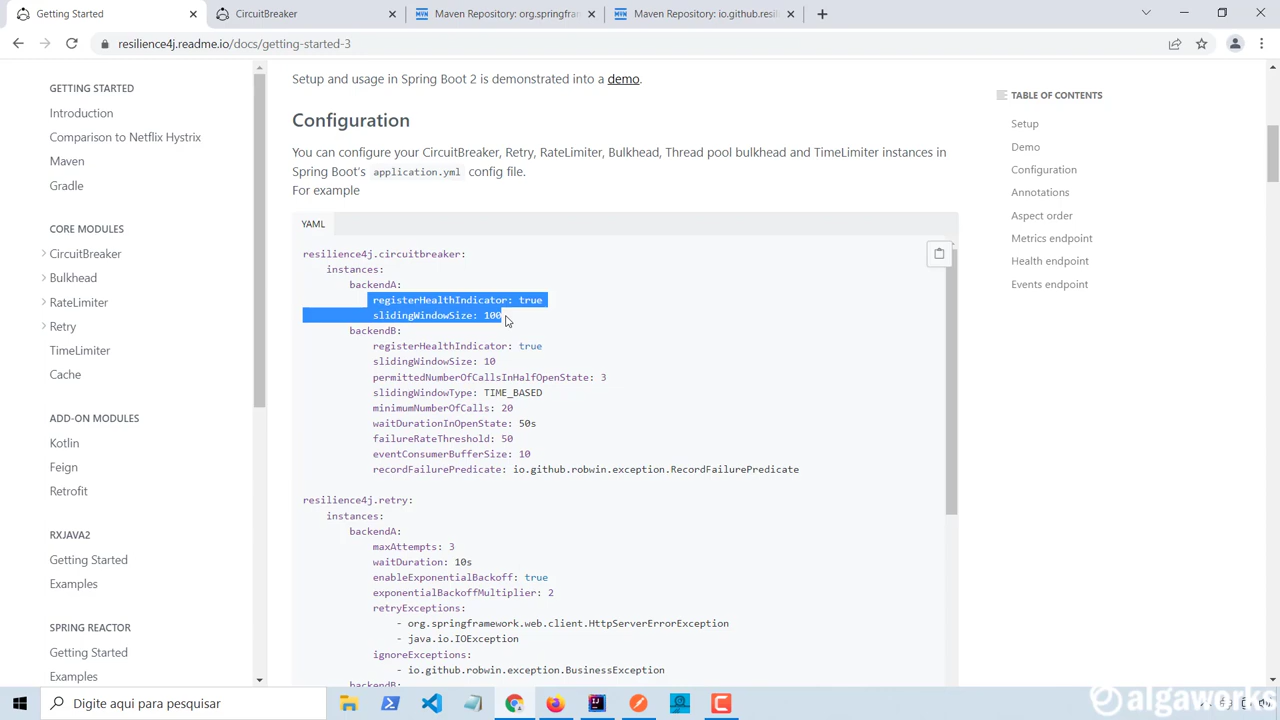 Getting Started
CircuitBreaker
Maven Repository: org.springfram
Maven Repository: io.github.resil
resilience4j.readme.io/docs/getting-started-3
GETTING STARTED
Introduction
Comparison to Netflix Hystrix
Maven
Gradle
CORE MODULES
CircuitBreaker
Bulkhead
RateLimiter
Retry
TimeLimiter
Cache
ADD-ON MODULES
Kotlin
Feign
Retrofit
RXJAVA2
Getting Started
Examples
SPRING REACTOR
Getting Started
Examples
Setup and usage in Spring Boot 2 is demonstrated into a demo.
Configuration
You can configure your CircuitBreaker, Retry, RateLimiter, Bulkhead, Thread pool bulkhead and TimeLimiter instances in
Spring Boot's application.yml config file.
For example
YAML
resilience4j.circuitbreaker:
instances:
backendA:
registerHealthIndicator: true
slidingWindowSize: 100
backendB:
registerHealthIndicator: true
slidingWindowSize: 10
permittedNumberOfCallsInHalfOpenState: 3
slidingWindowType: TIME_BASED
minimumNumberOfCalls: 20
waitDurationInOpenState: 50s
failureRateThreshold: 50
eventConsumerBufferSize: 10
recordFailurePredicate: io.github.robwin.exception.RecordFailurePredicate
resilience4j.retry:
instances:
backendA:
maxAttempts: 3
waitDuration: 10s
enableExponentialBackoff: true
exponentialBackoffMultiplier: 2
retryExceptions:
- org.springframework.web.client.HttpServerErrorException
- java.io.IOException
ignoreExceptions:
- io.github.robwin.exception.BusinessException
backendB:
TABLE OF CONTENTS
Setup
Demo
Configuration
Annotations
Aspect order
Metrics endpoint
Health endpoint
Events endpoint
Digite aqui para pesquisar
algaworks